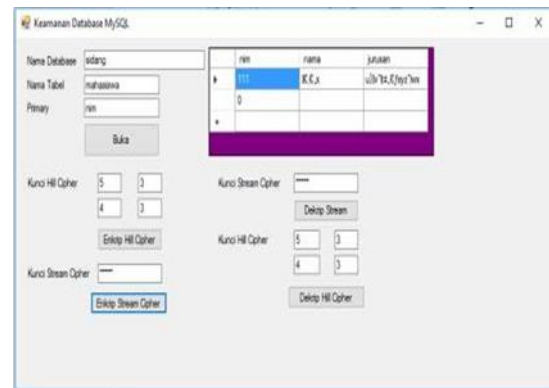 Keamanan Database MySQL
Nama Database sidang
Nama Tabel mahasiswa
Primary nim
Buka
nim nama jurusan
111
0
Kunci Hill Cipher 5 3
4 3
Enkrip Hill Cipher
Kunci Stream Cipher *****
Enkrip Stream Cipher
Kunci Stream Cipher *****
Dekrip Stream
Kunci Hill Cipher 5 3
4 3
Dekrip Hill Cipher